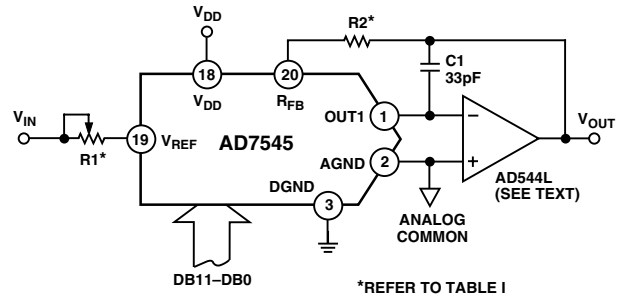 VDD
R2*
C1
33pF
18
VDD
20
RFB
VIN
R1*
19
VREF
AD7545
OUT1
1
AGND
2
DGND
3
VOUT
AD544L
(SEE TEXT)
ANALOG
COMMON
DB11–DB0
*REFER TO TABLE I